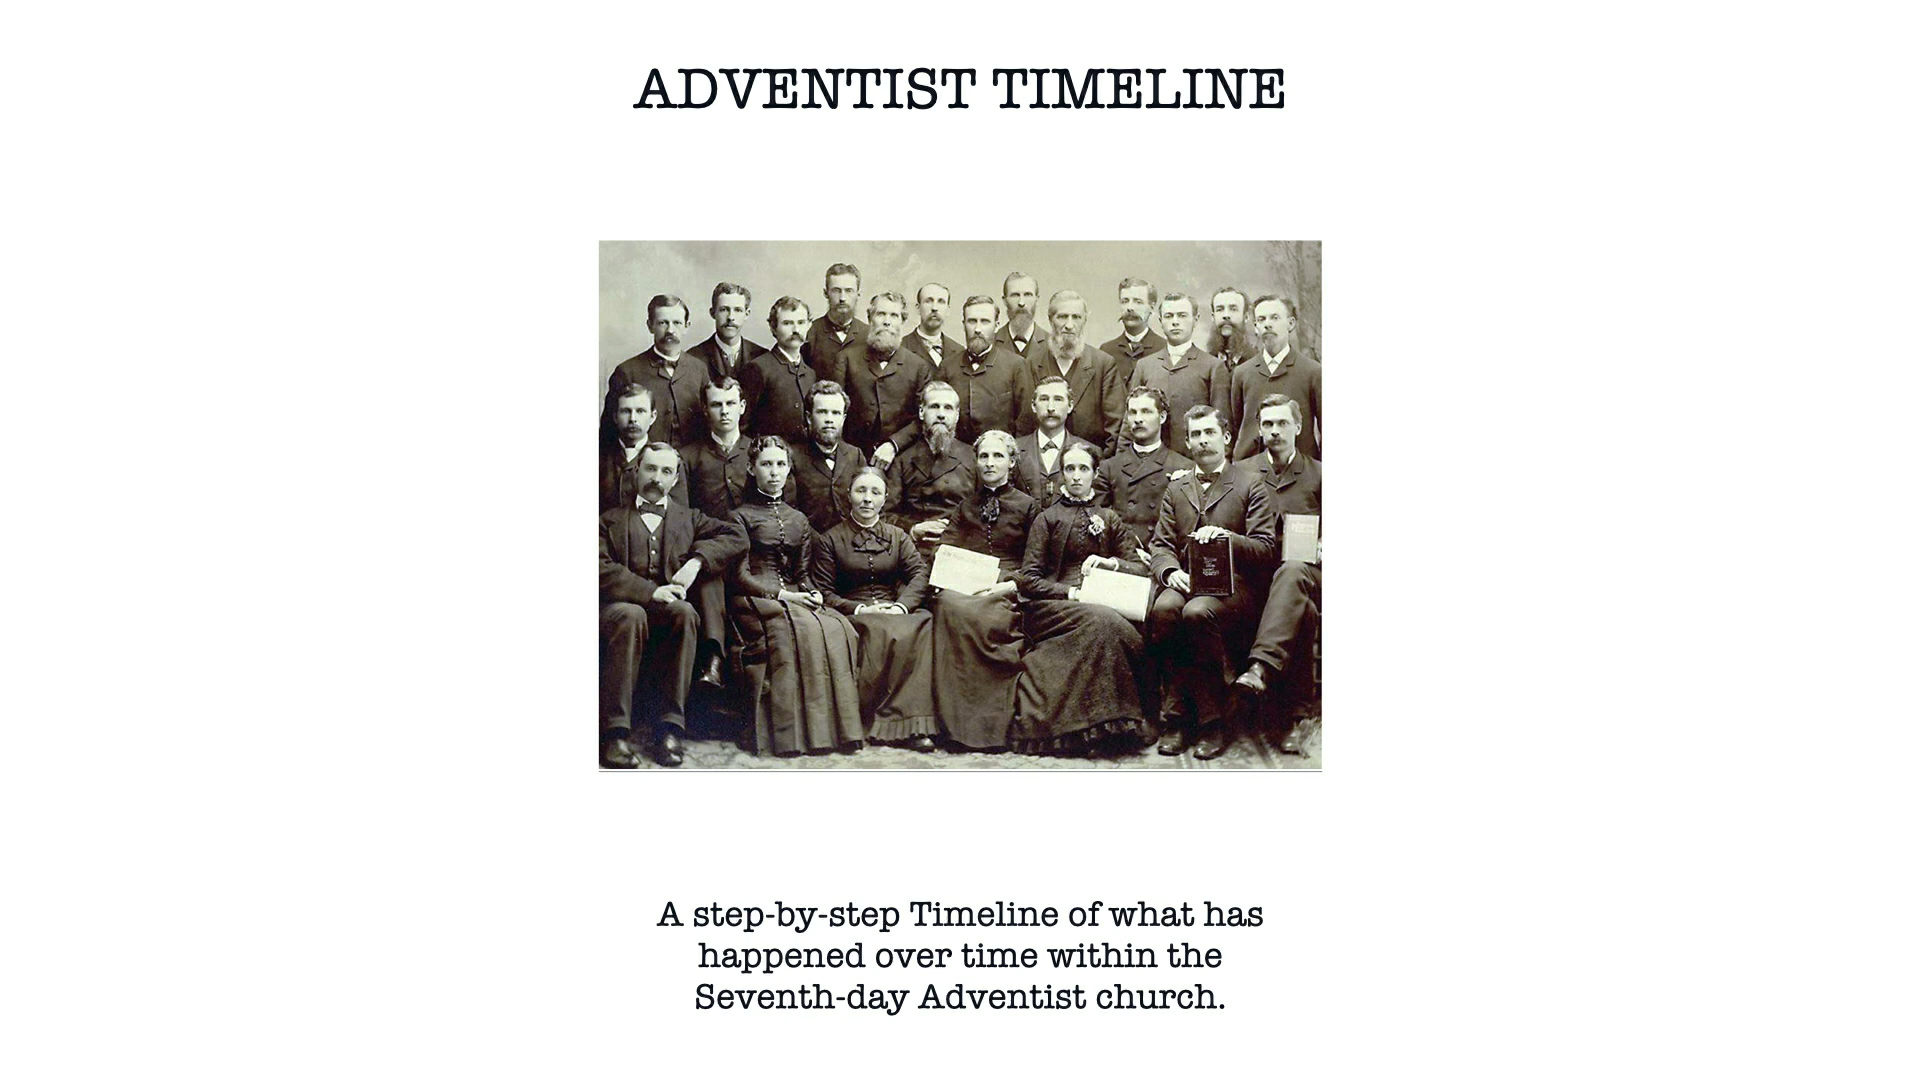 ADVENTIST TIMELINE
A step-by-step Timeline of what has
happened over time within the
Seventh-day Adventist church.